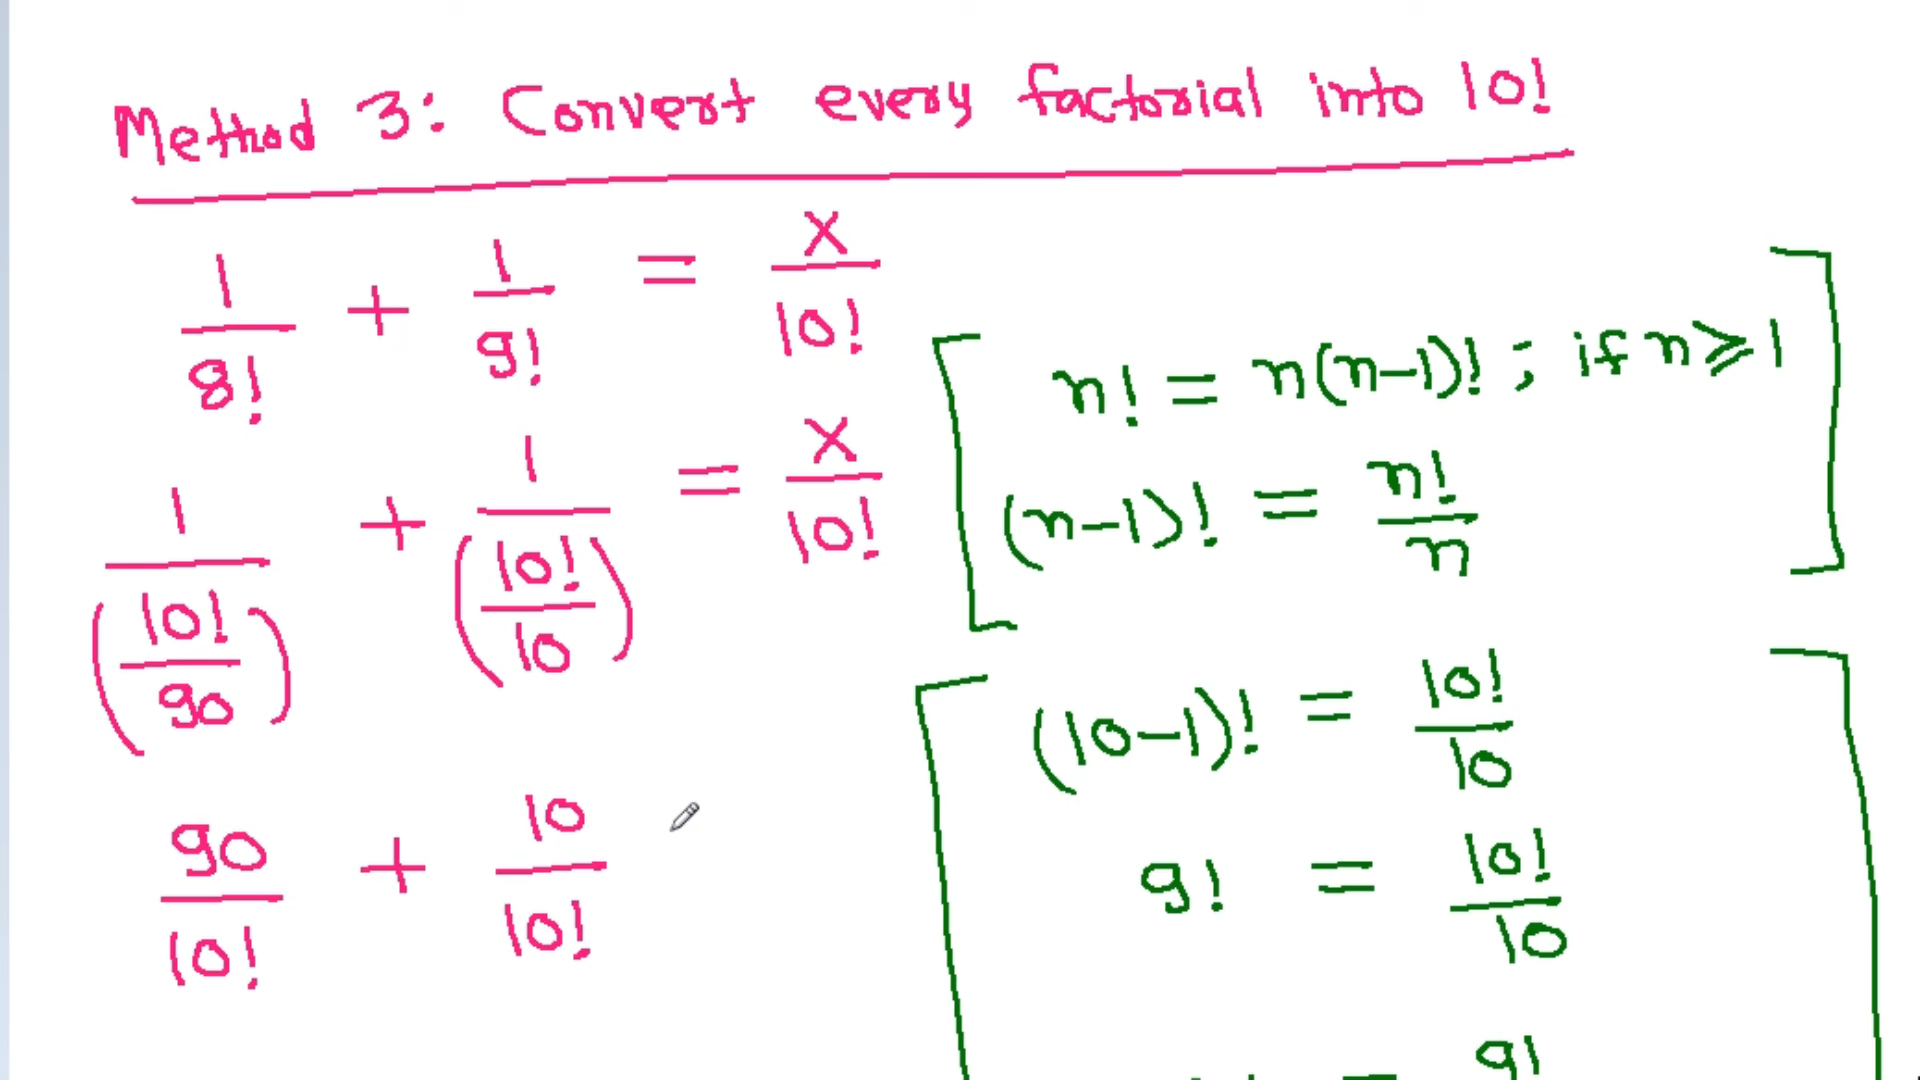 Method 3: Convert every factorial into 10!
1/8! + 1/9! = x/10!
1/(10!/90) + 1/(10!/10) = x/10!
90/10! + 10/10!
[n! = n(n-1)! ; if n ≥ 1
(n-1)! = n!/n]
[(10-1)! = 10!/10
9! = 10!/10
= 9!